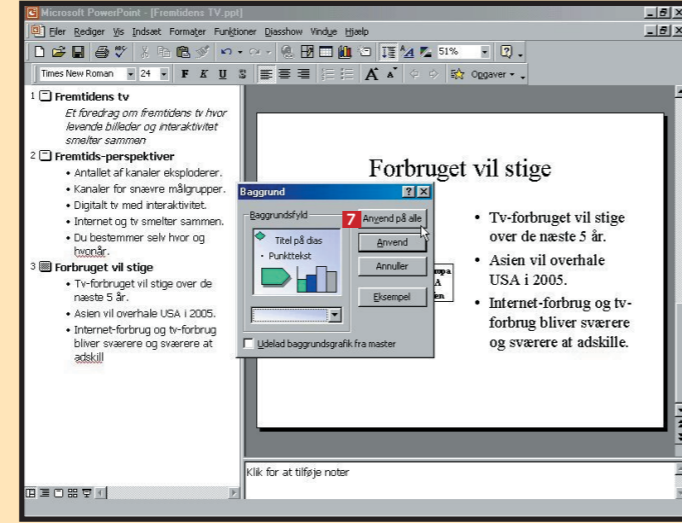 Microsoft PowerPoint - [Fremtidens TV.ppt]
Filer Rediger Vis Indsæt Formater Funktioner Diasshow Vindue Hjælp
51%
Times New Roman 24 F K U S A A Opgaver
1 Fremtidens tv
Et foredrag om fremtidens tv hvor
levende billeder og interaktivitet
smelter sammen
2 Fremtids-perspektiver
• Antallet af kanaler eksploderer.
• Kanaler for snævre målgrupper.
• Digitalt tv med interaktivitet.
• Internet og tv smelter sammen.
• Du bestemmer selv hvor og
hvonår.
3 Forbruget vil stige
• Tv-forbruget vil stige over de
næste 5 år.
• Asien vil overhale USA i 2005.
• Internet-forbrug og tv-forbrug
bliver sværere og sværere at
adskill
Forbruget vil stige
• Tv-forbruget vil stige
over de næste 5 år.
• Asien vil overhale
USA i 2005.
• Internet-forbrug og tv-
forbrug bliver sværere
og sværere at adskille.
Baggrund
Baggrundsfyld
Titel på dias
• Punkttekst
7 Anvend på alle
Anvend
Annuller
Eksempel
Udelad baggrundsgrafik fra master
Klik for at tilføje noter